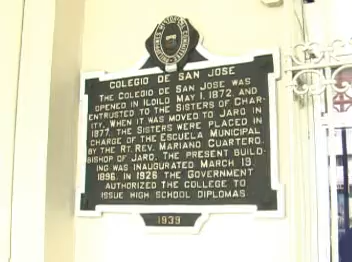 COLEGIO DE SAN JOSE
THE COLEGIO DE SAN JOSE WAS
OPENED IN ILOILO MAY 1, 1872, AND
ENTRUSTED TO THE SISTERS OF CHAR-
ITY. WHEN IT WAS MOVED TO JARO IN
1877, THE SISTERS WERE PLACED IN
CHARGE OF THE ESCUELA MUNICIPAL
BY THE RT. REV. MARIANO CUARTERO,
BISHOP OF JARO. THE PRESENT BUILD-
ING WAS INAUGURATED MARCH 19,
1896. IN 1926 THE GOVERNMENT
AUTHORIZED THE COLLEGE TO
ISSUE HIGH SCHOOL DIPLOMAS
1939